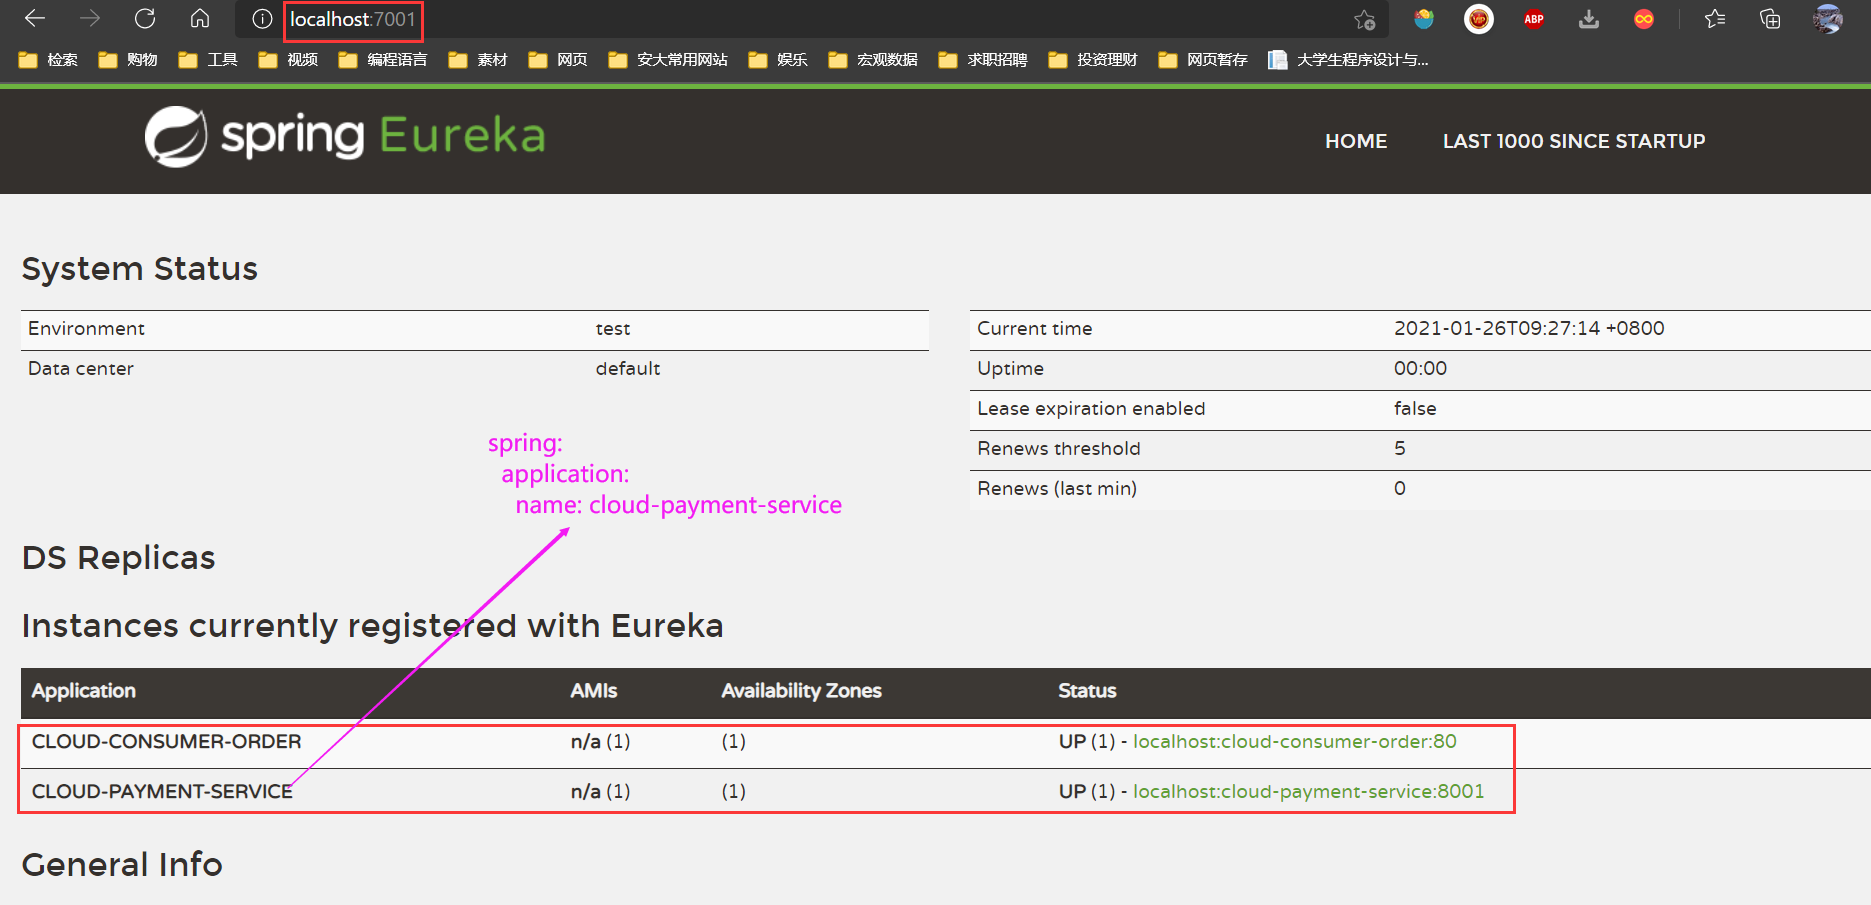 localhost:7001
ABP
检索 购物 工具 视频 编程语言 素材 网页 安大常用网站 娱乐 宏观数据 求职招聘 投资理财 网页暂存 大学生程序设计与...
spring Eureka
HOME LAST 1000 SINCE STARTUP
System Status
Environment test
Data center default
Current time 2021-01-26T09:27:14 +0800
Uptime 00:00
Lease expiration enabled false
Renews threshold 5
Renews (last min) 0
spring:
application:
name: cloud-payment-service
DS Replicas
Instances currently registered with Eureka
Application AMIs Availability Zones Status
CLOUD-CONSUMER-ORDER n/a (1) (1) UP (1) - localhost:cloud-consumer-order:80
CLOUD-PAYMENT-SERVICE n/a (1) (1) UP (1) - localhost:cloud-payment-service:8001
General Info